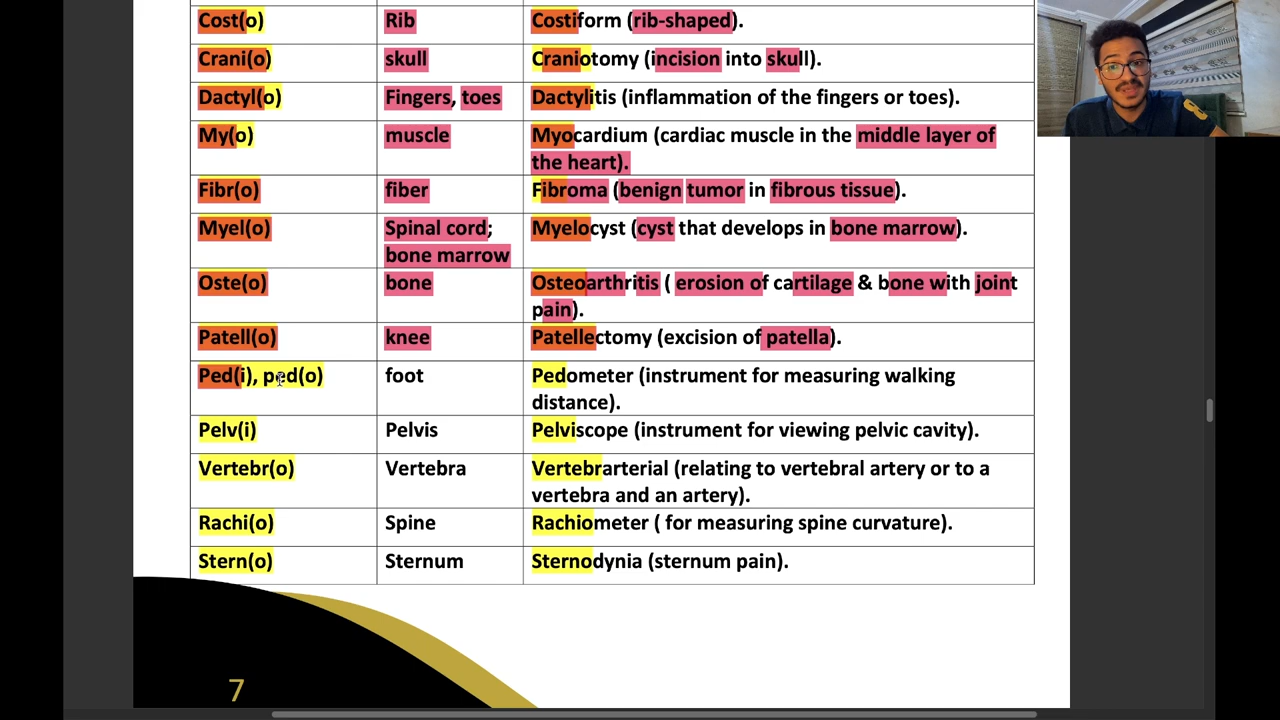 Cost(o) Rib Costiform (rib-shaped).
Crani(o) skull Craniotomy (incision into skull).
Dactyl(o) Fingers, toes Dactylitis (inflammation of the fingers or toes).
My(o) muscle Myocardium (cardiac muscle in the middle layer of
the heart).
Fibr(o) fiber Fibroma (benign tumor in fibrous tissue).
Myel(o) Spinal cord; Myelocyst (cyst that develops in bone marrow).
bone marrow
Oste(o) bone Osteoarthritis ( erosion of cartilage & bone with joint
pain).
Patell(o) knee Patellectomy (excision of patella).
Ped(i), ped(o) foot Pedometer (instrument for measuring walking
distance).
Pelv(i) Pelvis Pelviscope (instrument for viewing pelvic cavity).
Vertebr(o) Vertebra Vertebrarterial (relating to vertebral artery or to a
vertebra and an artery).
Rachi(o) Spine Rachiometer ( for measuring spine curvature).
Stern(o) Sternum Sternodynia (sternum pain).
7